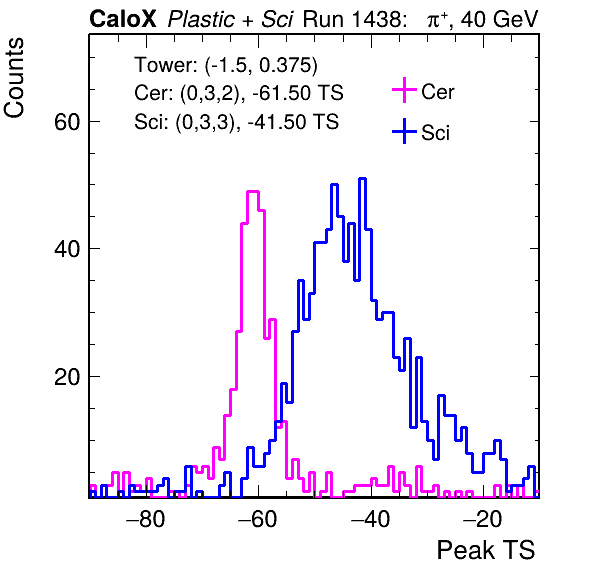 CaloX Plastic + Sci Run 1438: π⁺, 40 GeV
Counts
Tower: (-1.5, 0.375)
Cer: (0,3,2), -61.50 TS
Sci: (0,3,3), -41.50 TS
Cer
Sci
60
40
20
−80 −60 −40 −20
Peak TS